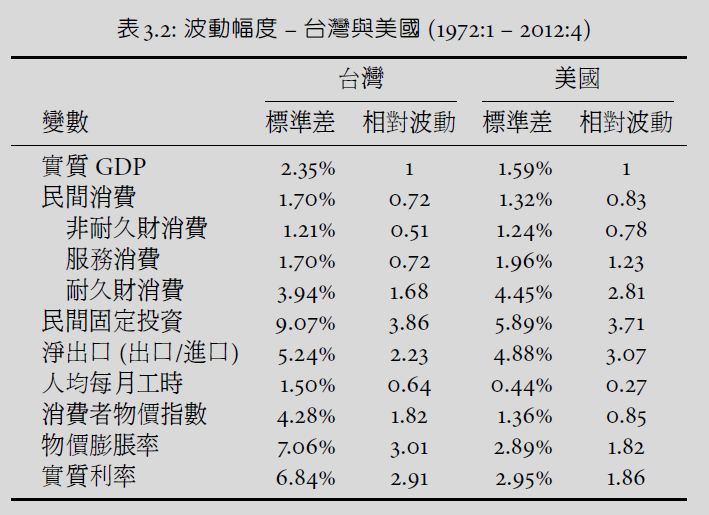 表 3.2: 波動幅度 – 台灣與美國 (1972:1 – 2012:4)
台灣 美國
變數 標準差 相對波動 標準差 相對波動
實質 GDP 2.35% 1 1.59% 1
民間消費 1.70% 0.72 1.32% 0.83
非耐久財消費 1.21% 0.51 1.24% 0.78
服務消費 1.70% 0.72 1.96% 1.23
耐久財消費 3.94% 1.68 4.45% 2.81
民間固定投資 9.07% 3.86 5.89% 3.71
淨出口 (出口/進口) 5.24% 2.23 4.88% 3.07
人均每月工時 1.50% 0.64 0.44% 0.27
消費者物價指數 4.28% 1.82 1.36% 0.85
物價膨脹率 7.06% 3.01 2.89% 1.82
實質利率 6.84% 2.91 2.95% 1.86